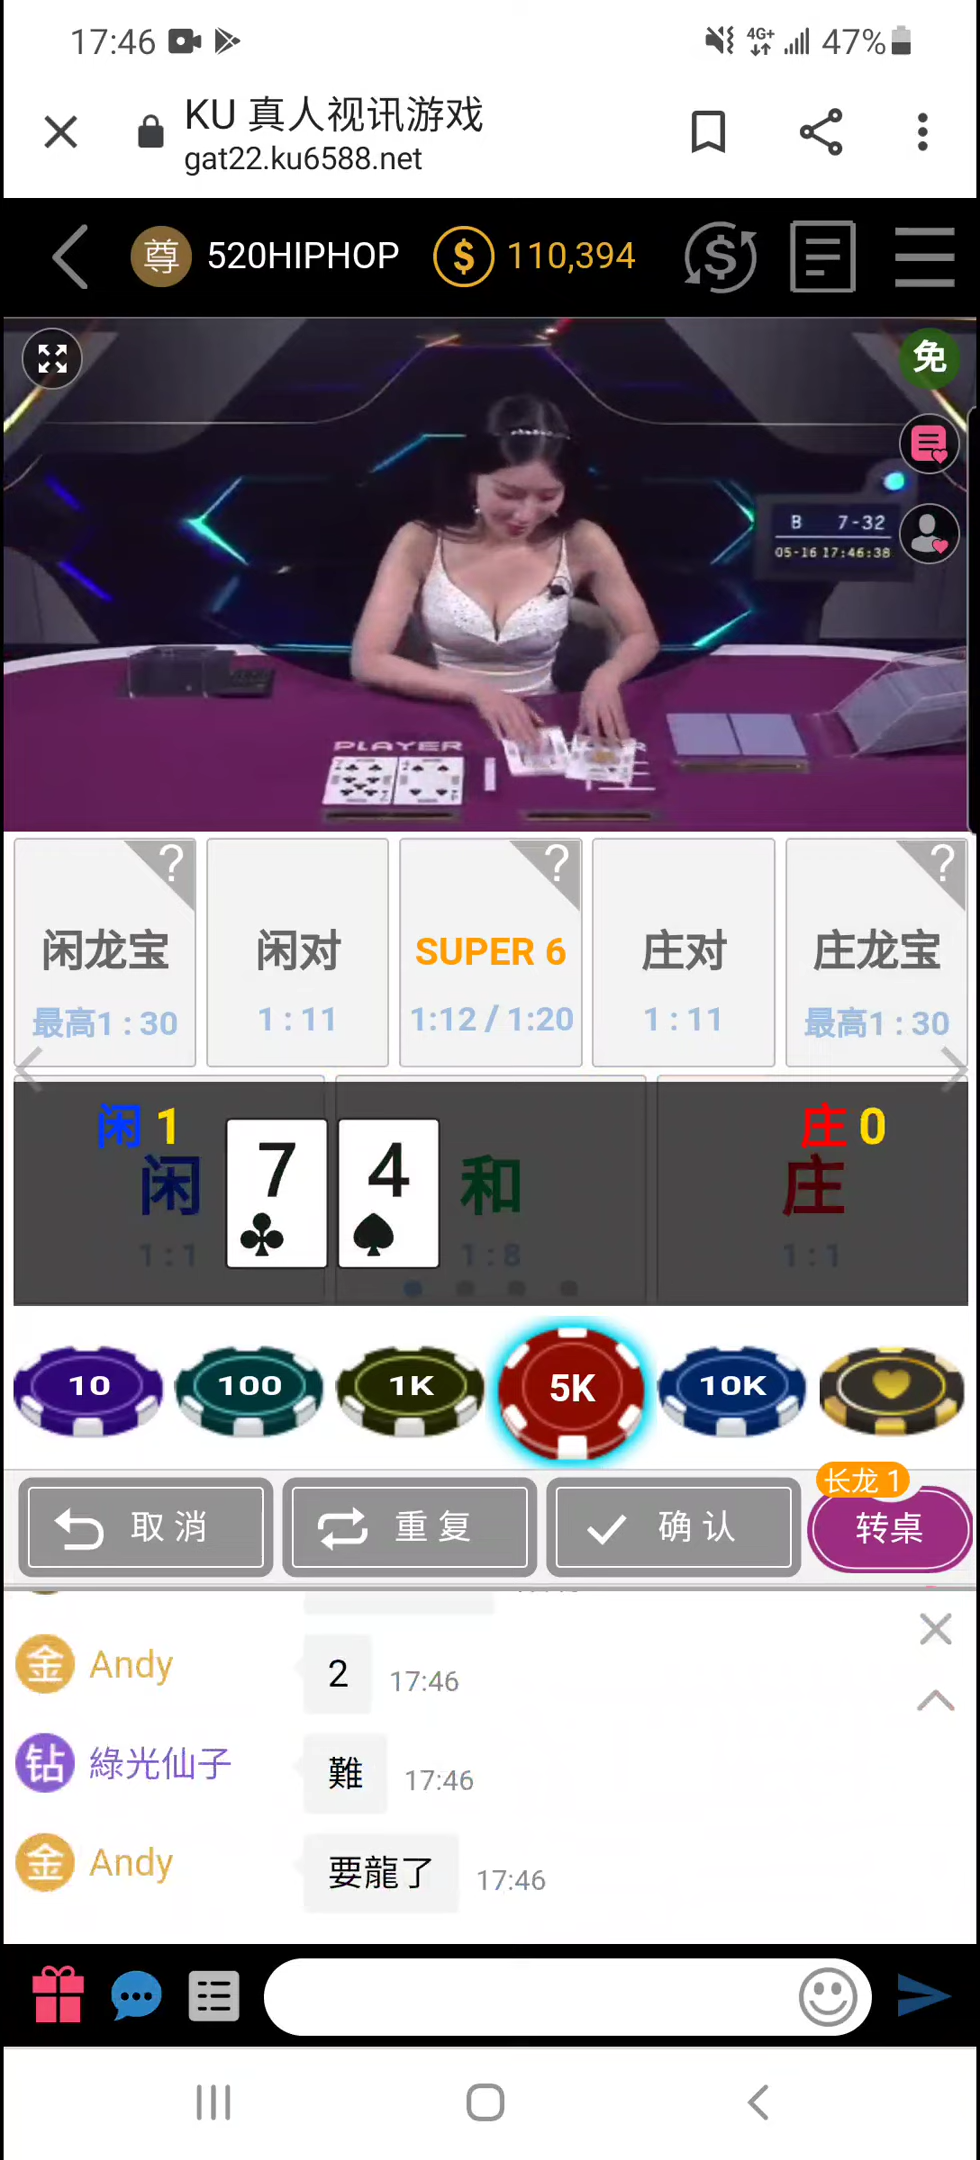 17:46
4G+
47%
KU 真人视讯游戏
gat22.ku6588.net
尊 520HIPHOP $ 110,394
免
B 7-32
05-16 17:46:38
PLAYER
闲龙宝 ?
最高1 : 30
闲对
1 : 11
SUPER 6 ?
1:12 / 1:20
庄对
1 : 11
庄龙宝 ?
最高1 : 30
闲 1
庄 0
闲 7 4 和 庄
1 : 1 1 : 8 1 : 1
10 100 1K 5K 10K
长龙 1
取消 重复 确认 转桌
金 Andy 2 17:46
钻 綠光仙子 難 17:46
金 Andy 要龍了 17:46